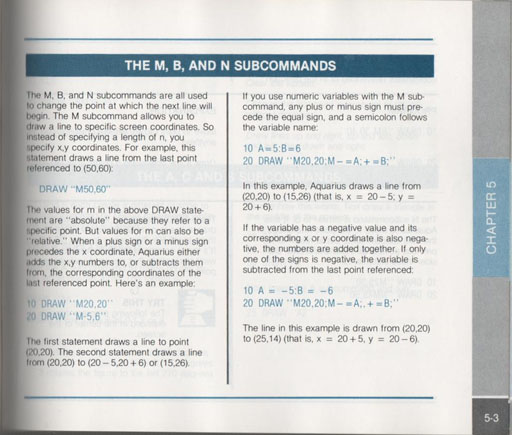 THE M, B, AND N SUBCOMMANDS
The M, B, and N subcommands are all used
to change the point at which the next line will
begin. The M subcommand allows you to
draw a line to specific screen coordinates. So
instead of specifying a length of n, you
specify x,y coordinates. For example, this
statement draws a line from the last point
referenced to (50,60):
DRAW "M50,60"
The values for m in the above DRAW state-
ment are "absolute" because they refer to a
specific point. But values for m can also be
"relative." When a plus sign or a minus sign
precedes the x coordinate, Aquarius either
adds the x,y numbers to, or subtracts them
from, the corresponding coordinates of the
last referenced point. Here's an example:
10 DRAW "M20,20"
20 DRAW "M-5,6"
The first statement draws a line to point
(20,20). The second statement draws a line
from (20,20) to (20-5,20+6) or (15,26).
If you use numeric variables with the M sub-
command, any plus or minus sign must pre-
cede the equal sign, and a semicolon follows
the variable name:
10 A=5:B=6
20 DRAW "M20,20;M-=A;+=B;"
In this example, Aquarius draws a line from
(20,20) to (15,26) (that is, x = 20-5; y =
20+6).
If the variable has a negative value and its
corresponding x or y coordinate is also nega-
tive, the numbers are added together. If only
one of the signs is negative, the variable is
subtracted from the last point referenced:
10 A = -5:B = -6
20 DRAW "M20,20;M-=A;,+=B;"
The line in this example is drawn from (20,20)
to (25,14) (that is, x = 20+5, y = 20-6).
CHAPTER 5
5-3